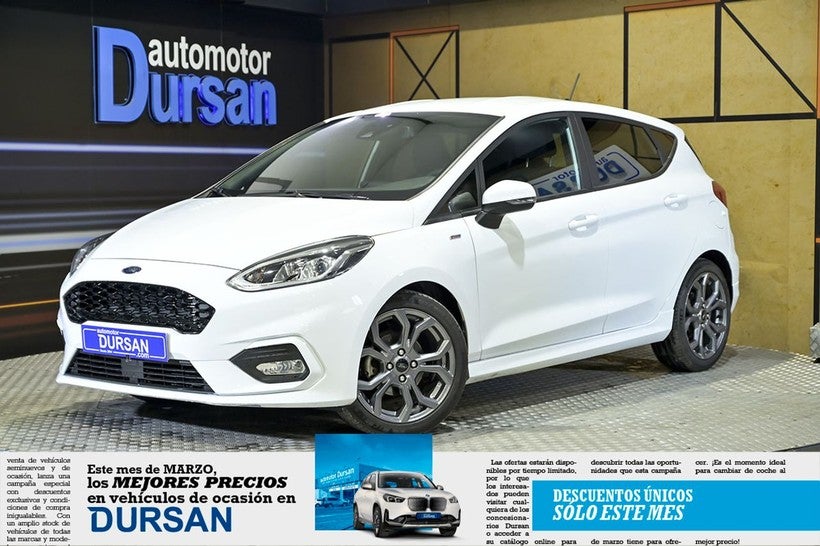 automotor
Dursan
automotor
DURSAN
.com
venta de vehículos
seminuevos y de
ocasión, lanza una
campaña especial
con descuentos
exclusivos y condi-
ciones de compra
inigualables. Con
un amplio stock de
vehículos de todas
las marcas y mode-
Este mes de MARZO,
los MEJORES PRECIOS
en vehículos de ocasión en
DURSAN
automotor Dursan
Las ofertas estarán dispo-
nibles por tiempo limitado,
por lo que
los interesa-
dos pueden
visitar cual-
quiera de los
concesiona-
rios Dursan
o acceder a
su catálogo online para
descubrir todas las oportu-
nidades que esta campaña
de marzo tiene para ofre-
cer. ¡Es el momento ideal
para cambiar de coche al
mejor precio!
DESCUENTOS ÚNICOS
SÓLO ESTE MES